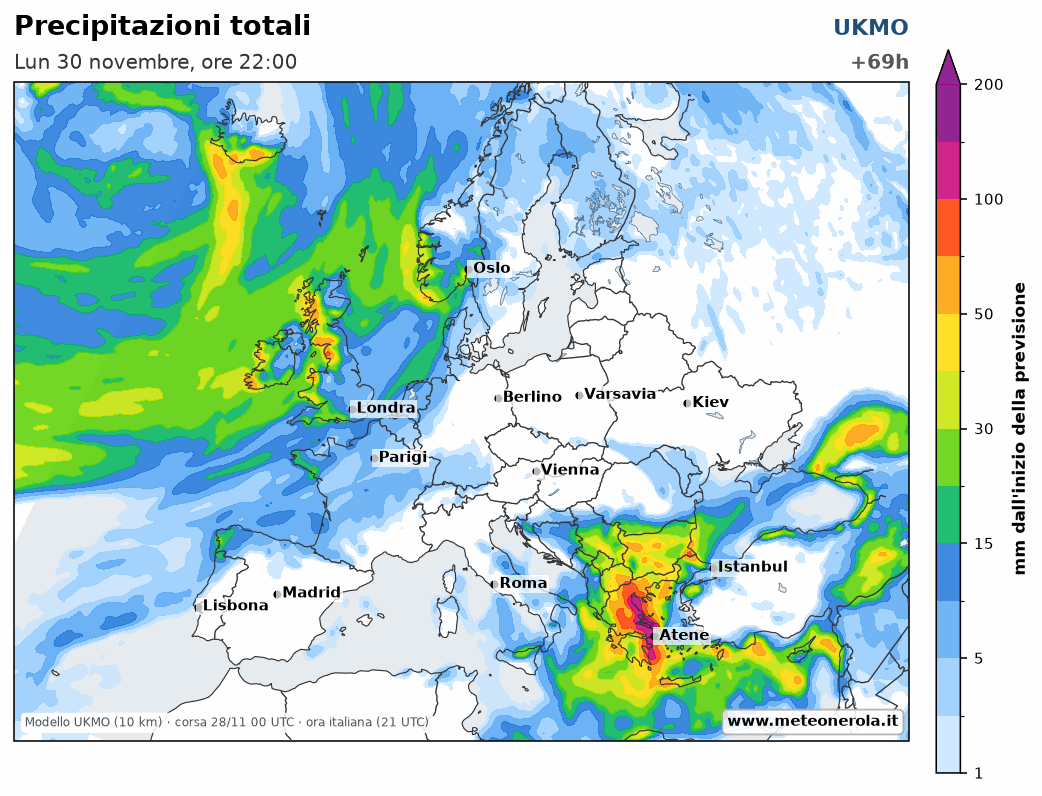 Precipitazioni totali
UKMO
Lun 30 novembre, ore 22:00
+69h
200
100
50
30
15
5
1
mm dall'inizio della previsione
Oslo
Londra
Berlino
Varsavia
Kiev
Parigi
Vienna
Istanbul
Roma
Madrid
Lisbona
Atene
Modello UKMO (10 km) · corsa 28/11 00 UTC · ora italiana (21 UTC)
www.meteonerola.it